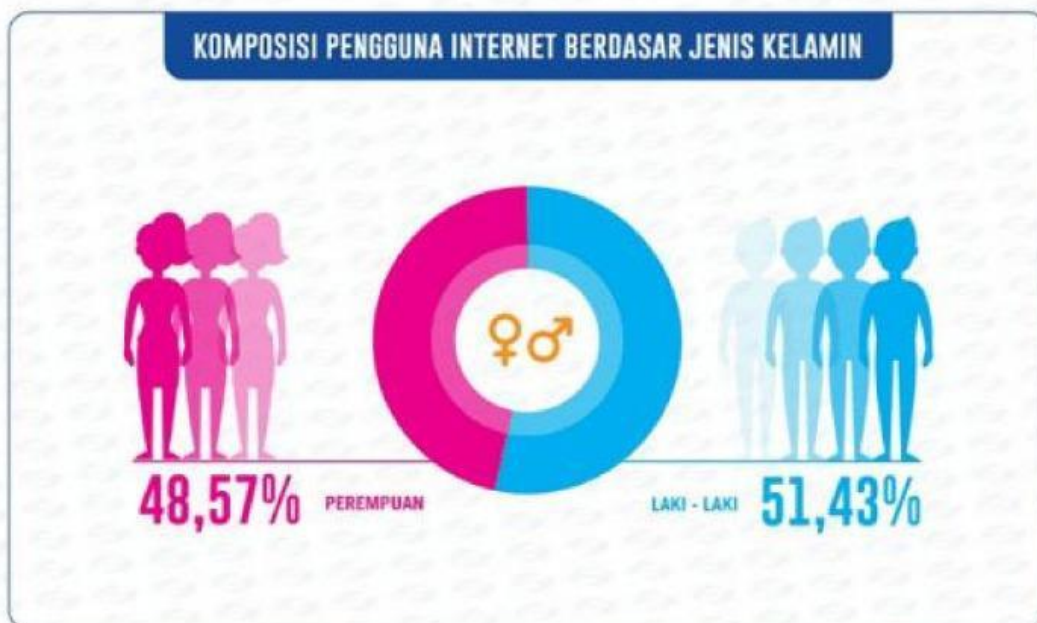 KOMPOSISI PENGGUNA INTERNET BERDASAR JENIS KELAMIN
48,57% PEREMPUAN
LAKI - LAKI 51,43%